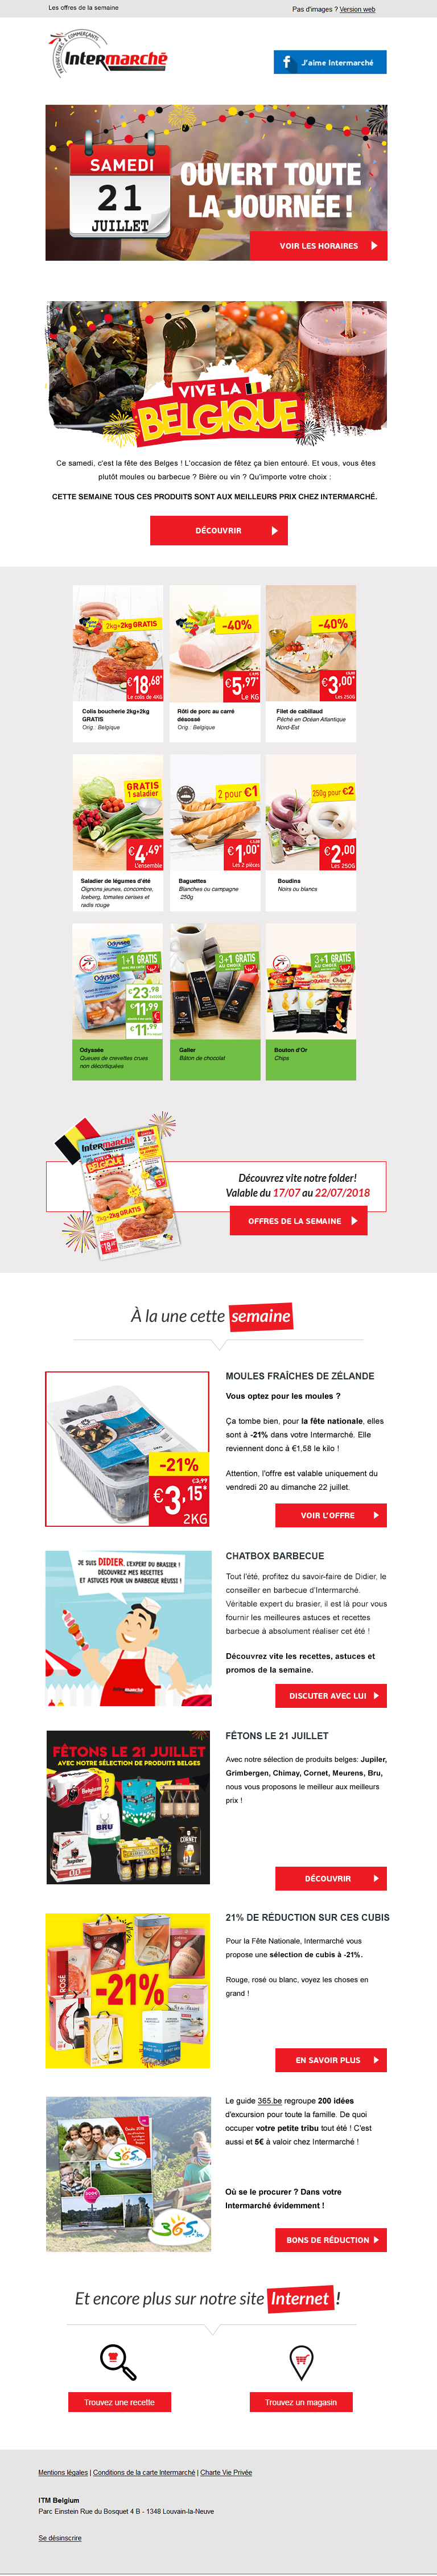 Les offres de la semaine
Pas d'images ? Version web
PRODUCTEURS & COMMERÇANTS
Intermarché
J'aime Intermarché
SAMEDI
21
JUILLET
OUVERT TOUTE
LA JOURNÉE !
VOIR LES HORAIRES
VIVE LA
BELGIQUE
Ce samedi, c'est la fête des Belges ! L'occasion de fêtez ça bien entouré. Et vous, vous êtes
plutôt moules ou barbecue ? Bière ou vin ? Qu'importe votre choix :
CETTE SEMAINE TOUS CES PRODUITS SONT AUX MEILLEURS PRIX CHEZ INTERMARCHÉ.
DÉCOUVRIR
2kg+2kg GRATIS
€18,68*
Le colis de 4KG
Colis boucherie 2kg+2kg
GRATIS
Orig : Belgique
-40%
€5,97*
Le KG
Rôti de porc au carré
désossé
Orig : Belgique
-40%
€3,00*
Les 250G
Filet de cabillaud
Pêché en Océan Atlantique
Nord-Est
GRATIS
1 saladier
€4,49*
L'ensemble
Saladier de légumes d'été
Oignons jeunes, concombre,
Iceberg, tomates cerises et
radis rouge
2 pour €1
€1,00*
Les 2 pièces
Baguettes
Blanches ou campagne
250g
250g pour €2
€2,00
Les 250G
Boudins
Noirs ou blancs
Odyssée
1+1 GRATIS
€23,98
€11,99
€11,99
Odyssée
Queues de crevettes crues
non décortiquées
3+1 GRATIS
AU CHOIX
Galler
Bâton de chocolat
3+1 GRATIS
AU CHOIX
Chips
Bouton d'Or
Chips
Intermarché
BELGIQUE
2kg+2kg GRATIS
Découvrez vite notre folder!
Valable du 17/07 au 22/07/2018
OFFRES DE LA SEMAINE
À la une cette semaine
-21%
€3,99
€3,15*
2KG
MOULES FRAÎCHES DE ZÉLANDE
Vous optez pour les moules ?
Ça tombe bien, pour la fête nationale, elles
sont à -21% dans votre Intermarché. Elle
reviennent donc à €1,58 le kilo !
Attention, l'offre est valable uniquement du
vendredi 20 au dimanche 22 juillet.
VOIR L'OFFRE
JE SUIS DIDIER, L'EXPERT DU BRASIER !
DÉCOUVREZ MES RECETTES
ET ASTUCES POUR UN BARBECUE RÉUSSI !
Intermarché
CHATBOX BARBECUE
Tout l'été, profitez du savoir-faire de Didier, le
conseiller en barbecue d'Intermarché.
Véritable expert du brasier, il est là pour vous
fournir les meilleures astuces et recettes
barbecue à absolument réaliser cet été !
Découvrez vite les recettes, astuces et
promos de la semaine.
DISCUTER AVEC LUI
FÊTONS LE 21 JUILLET
AVEC NOTRE SÉLECTION DE PRODUITS BELGES
Belgium
BRU
Jupiler
CORNET
FÊTONS LE 21 JUILLET
Avec notre sélection de produits belges: Jupiler,
Grimbergen, Chimay, Cornet, Meurens, Bru,
nous vous proposons le meilleur aux meilleurs
prix !
DÉCOUVRIR
ROSÉ
-21%
21% DE RÉDUCTION SUR CES CUBIS
Pour la Fête Nationale, Intermarché vous
propose une sélection de cubis à -21%.
Rouge, rosé ou blanc, voyez les choses en
grand !
EN SAVOIR PLUS
365
365.be
Le guide 365.be regroupe 200 idées
d'excursion pour toute la famille. De quoi
occuper votre petite tribu tout été ! C'est
aussi et 5€ à valoir chez Intermarché !
Où se le procurer ? Dans votre
Intermarché évidemment !
BONS DE RÉDUCTION
Et encore plus sur notre site Internet !
Trouvez une recette
Trouvez un magasin
Mentions légales | Conditions de la carte Intermarché | Charte Vie Privée
ITM Belgium
Parc Einstein Rue du Bosquet 4 B - 1348 Louvain-la-Neuve
Se désinscrire